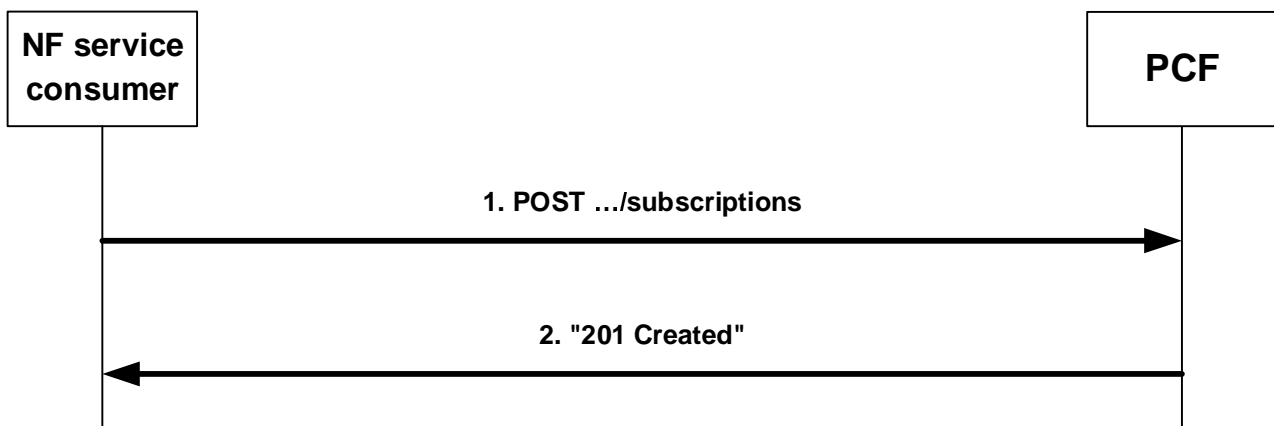 NF service
consumer
PCF
1. POST …/subscriptions
2. "201 Created"